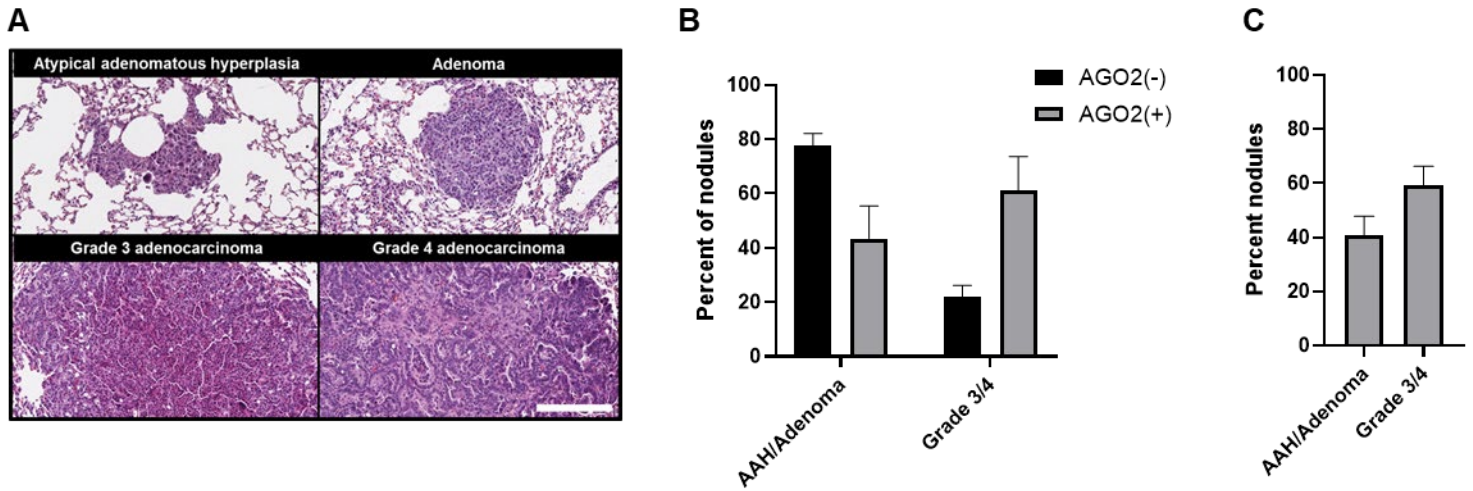 A
Atypical adenomatous hyperplasia
Adenoma
Grade 3 adenocarcinoma
Grade 4 adenocarcinoma
B
Percent of nodules
100
80
60
40
20
0
AAH/Adenoma
Grade 3/4
AGO2(-)
AGO2(+)
C
Percent nodules
100
80
60
40
20
0
AAH/Adenoma
Grade 3/4